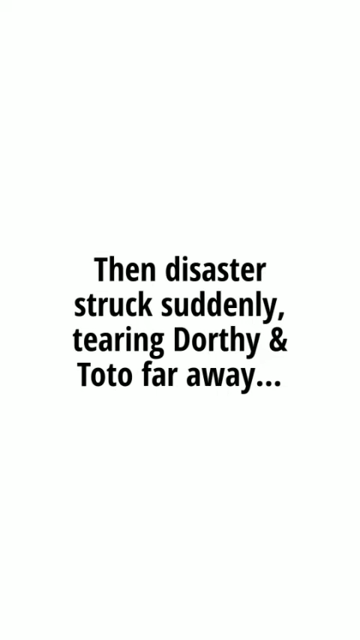 Then disaster
struck suddenly,
tearing Dorthy &
Toto far away...